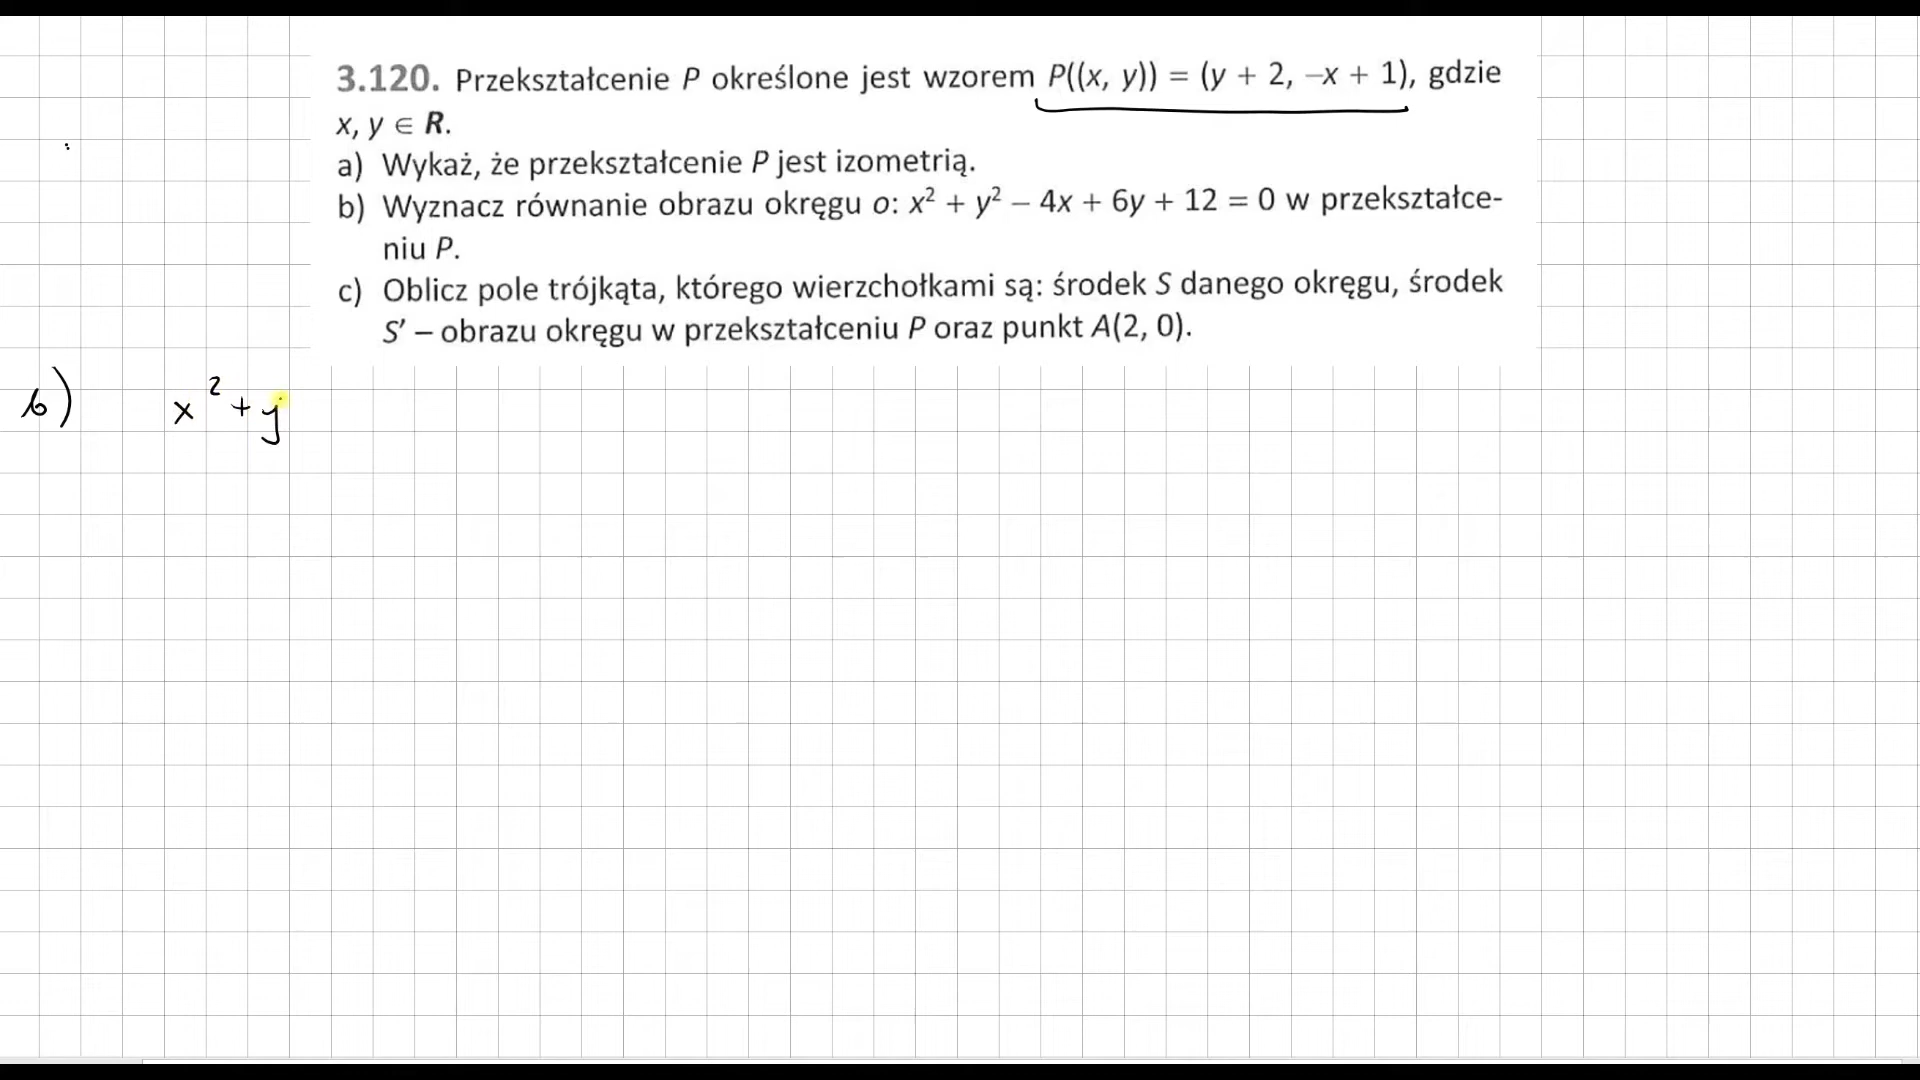 3.120. Przekształcenie P określone jest wzorem P((x, y)) = (y + 2, –x + 1), gdzie
x, y ∈ R.
a) Wykaż, że przekształcenie P jest izometrią.
b) Wyznacz równanie obrazu okręgu o: x² + y² – 4x + 6y + 12 = 0 w przekształce-
niu P.
c) Oblicz pole trójkąta, którego wierzchołkami są: środek S danego okręgu, środek
S′ – obrazu okręgu w przekształceniu P oraz punkt A(2, 0).
b) x² + y